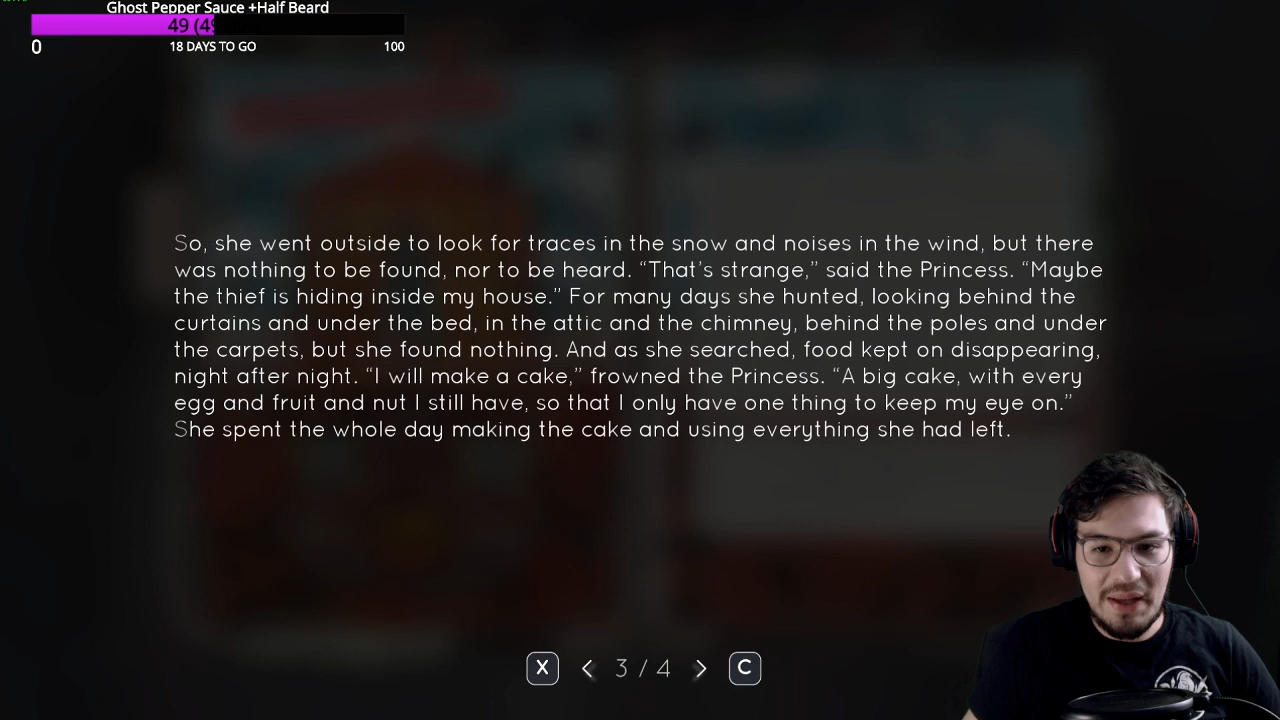 Ghost Pepper Sauce +Half Beard
49 (49
0
18 DAYS TO GO
100
So, she went outside to look for traces in the snow and noises in the wind, but there
was nothing to be found, nor to be heard. “That’s strange,” said the Princess. “Maybe
the thief is hiding inside my house.” For many days she hunted, looking behind the
curtains and under the bed, in the attic and the chimney, behind the poles and under
the carpets, but she found nothing. And as she searched, food kept on disappearing,
night after night. “I will make a cake,” frowned the Princess. “A big cake, with every
egg and fruit and nut I still have, so that I only have one thing to keep my eye on.”
She spent the whole day making the cake and using everything she had left.
X < 3 / 4 > C